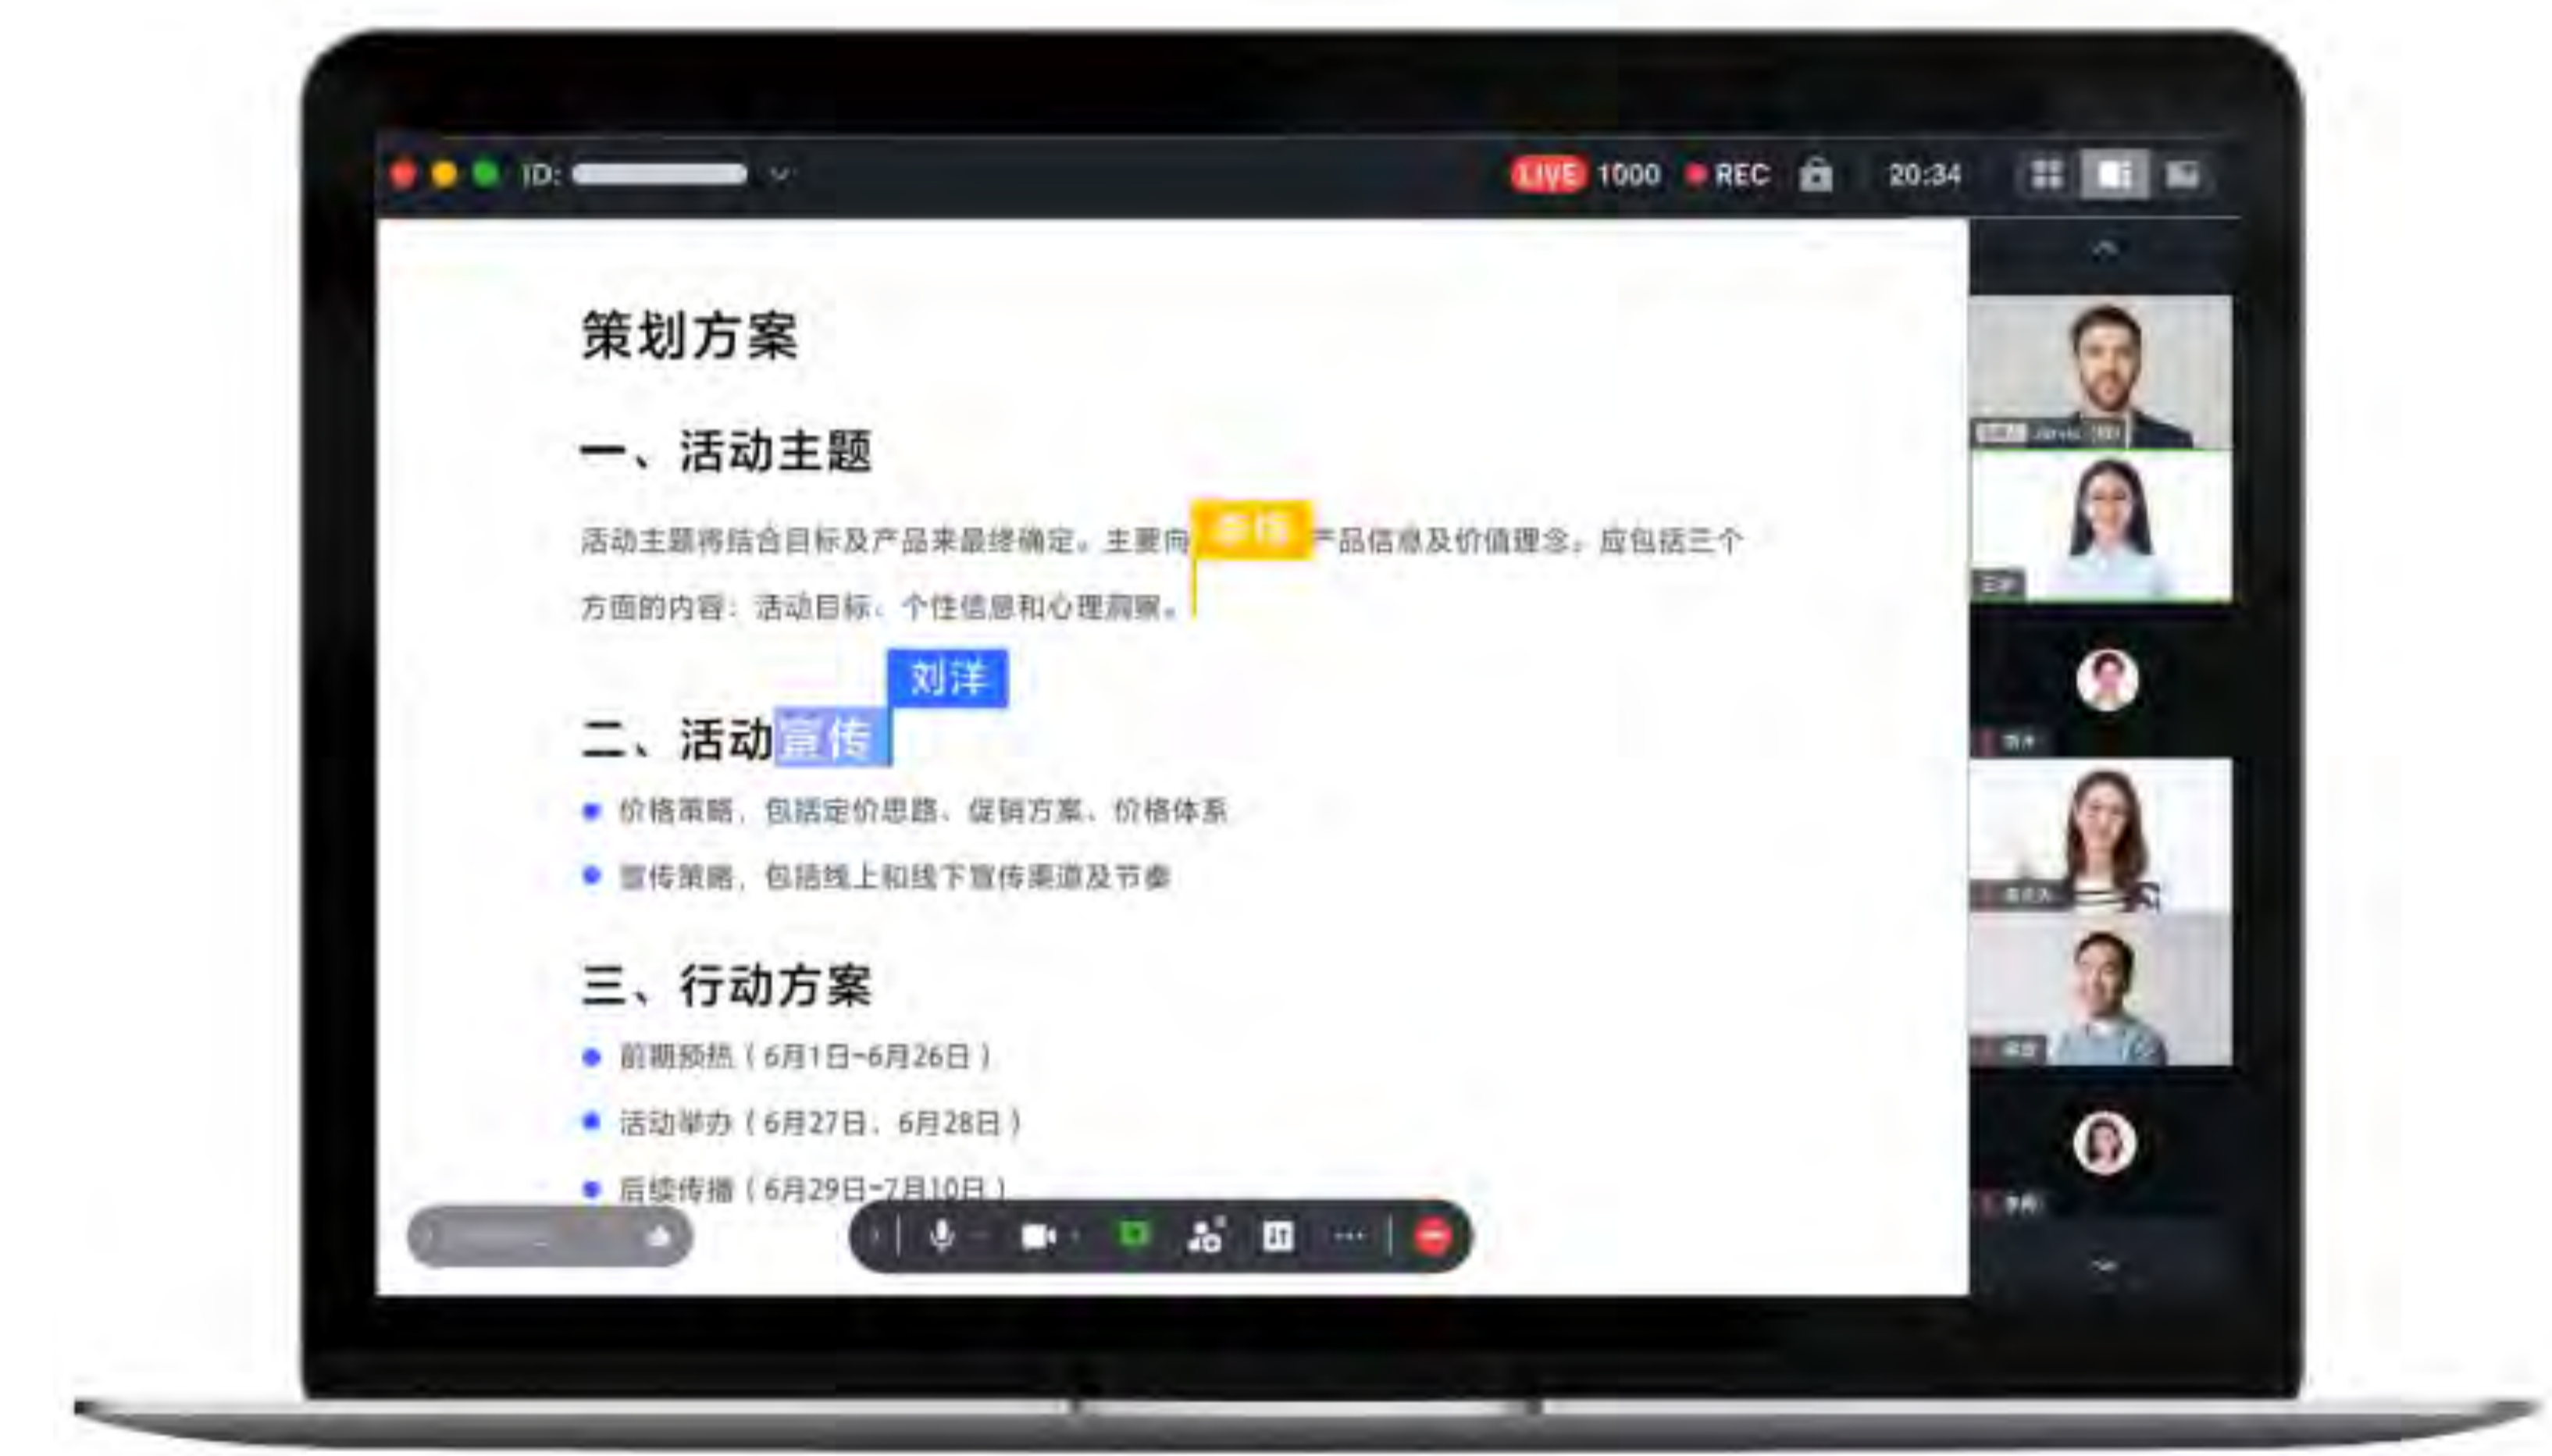 ID:
LIVE 1000 REC 20:34
策划方案
一、活动主题
活动主题将结合目标及产品来最终确定。主要向 产品信息及价值理念。应包括三个
方面的内容：活动目标、个性信息和心理洞察。
刘洋
二、活动宣传
价格策略，包括定价思路、促销方案、价格体系
宣传策略，包括线上和线下宣传渠道及节奏
三、行动方案
前期预热（6月1日-6月26日）
活动举办（6月27日、6月28日）
后续传播（6月29日-7月10日）